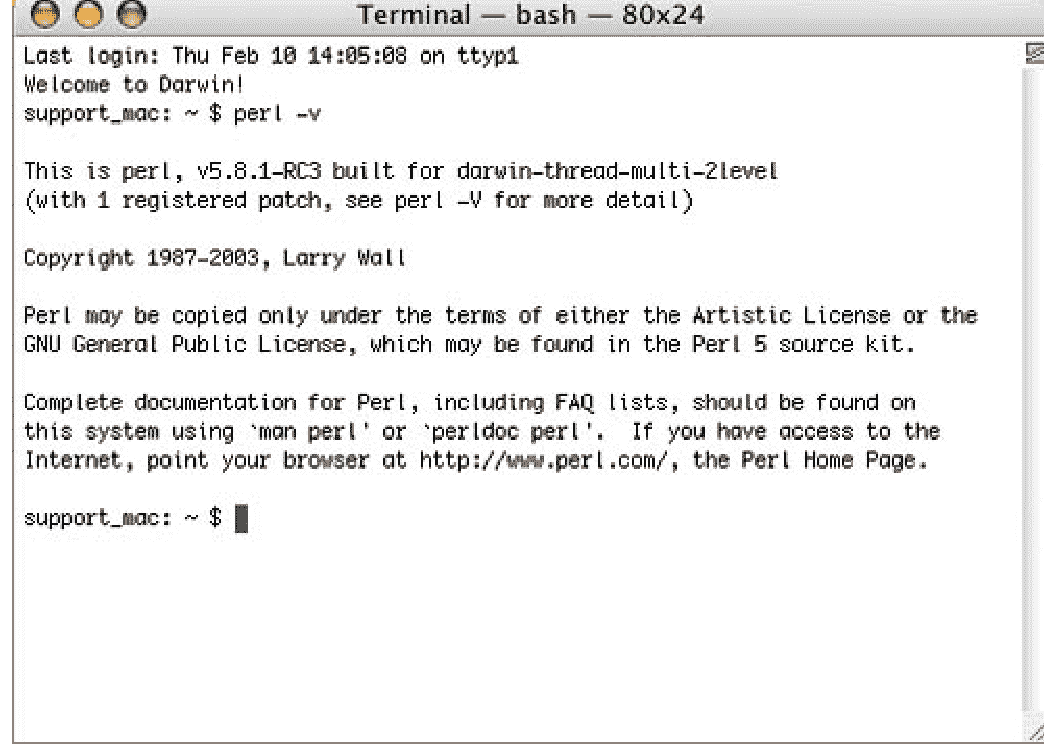 Terminal — bash — 80x24
Last login: Thu Feb 10 14:05:08 on ttyp1
Welcome to Darwin!
support_mac: ~ $ perl -v
This is perl, v5.8.1-RC3 built for darwin-thread-multi-2level
(with 1 registered patch, see perl -V for more detail)
Copyright 1987-2003, Larry Wall
Perl may be copied only under the terms of either the Artistic License or the
GNU General Public License, which may be found in the Perl 5 source kit.
Complete documentation for Perl, including FAQ lists, should be found on
this system using `man perl' or `perldoc perl'.  If you have access to the
Internet, point your browser at http://www.perl.com/, the Perl Home Page.
support_mac: ~ $